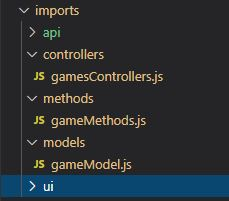 imports
api
controllers
JS gamesControllers.js
methods
JS gameMethods.js
models
JS gameModel.js
ui